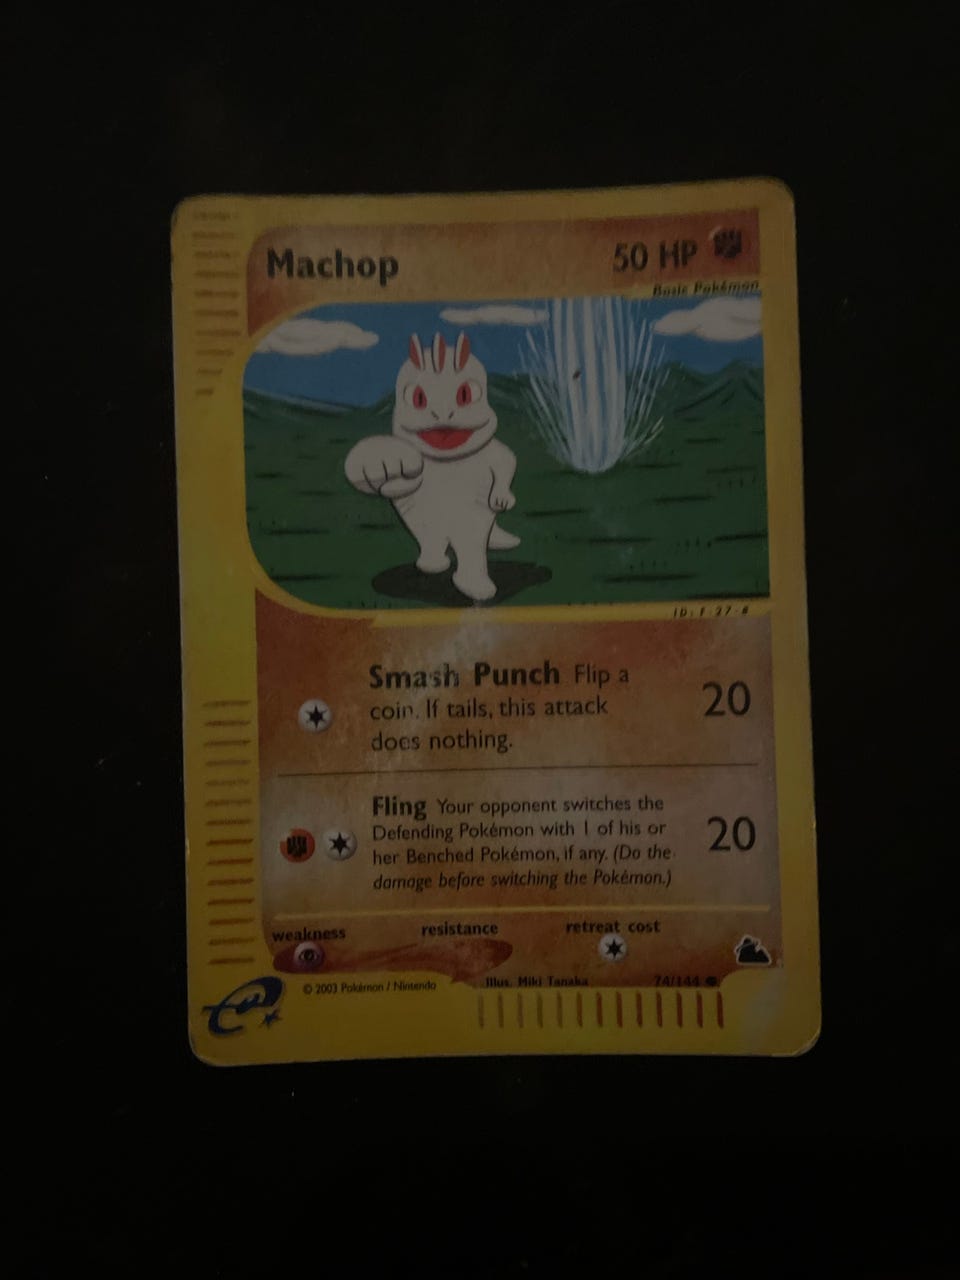 Machop 50 HP
Basic Pokémon
ID: F-27-#
Smash Punch Flip a
coin. If tails, this attack
does nothing.
20
Fling Your opponent switches the
Defending Pokémon with 1 of his or
her Benched Pokémon, if any. (Do the
damage before switching the Pokémon.)
20
weakness resistance retreat cost
© 2003 Pokémon / Nintendo
Illus. Miki Tanaka 74/144
e